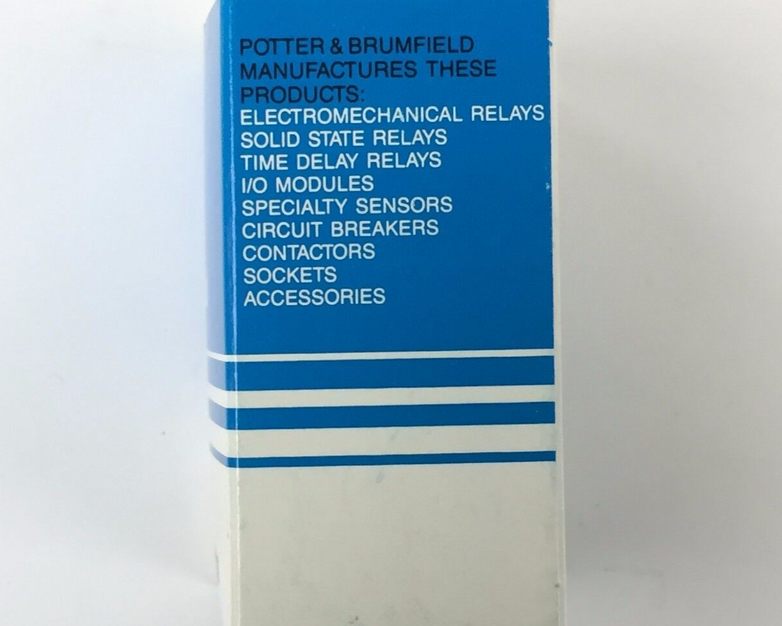 POTTER & BRUMFIELD
MANUFACTURES THESE
PRODUCTS:
ELECTROMECHANICAL RELAYS
SOLID STATE RELAYS
TIME DELAY RELAYS
I/O MODULES
SPECIALTY SENSORS
CIRCUIT BREAKERS
CONTACTORS
SOCKETS
ACCESSORIES